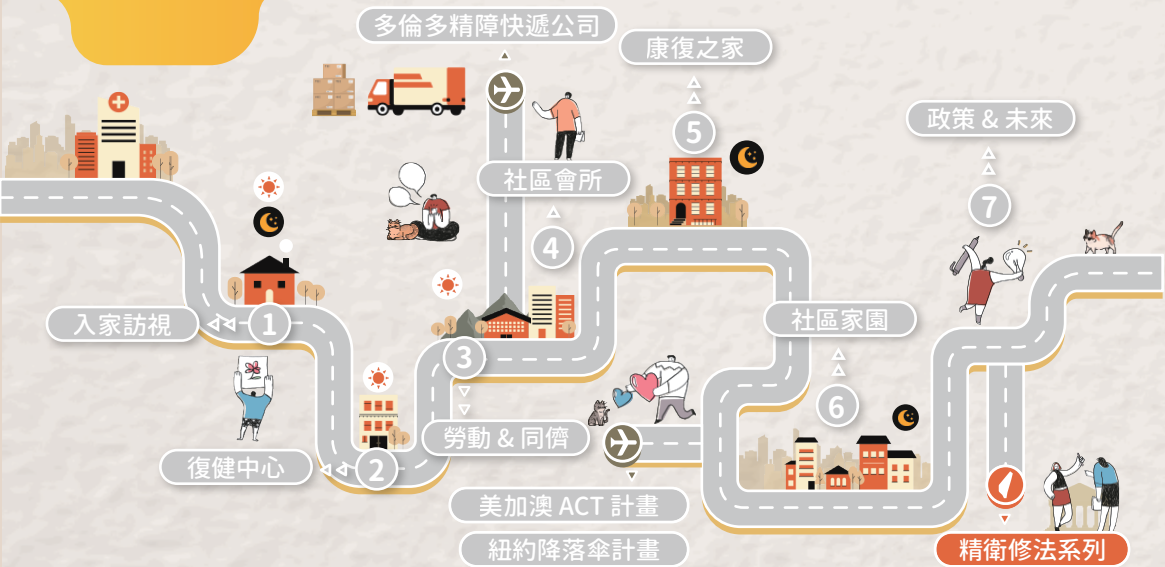 多倫多精障快遞公司
康復之家
5
政策 & 未來
7
社區會所
4
入家訪視
1
3
社區家園
6
勞動 & 同儕
復健中心
2
美加澳 ACT 計畫
紐約降落傘計畫
精衛修法系列